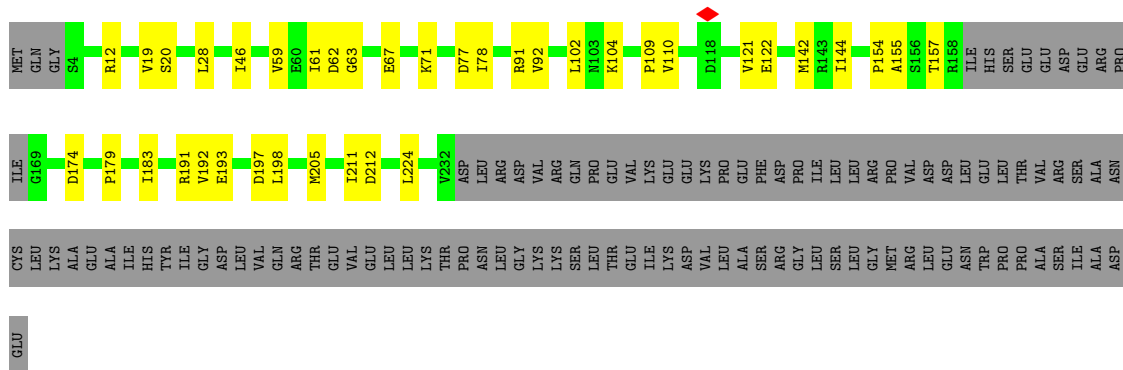 MET GLN GLY S4 R12 V19 S20 L28 I46 V59 E60 I61 D62 G63 E67 K71 D77 I78 R91 V92 L102 N103 K104 P109 V110 D118 V121 E122 M142 R143 I144 P154 A155 S156 T157 R158 ILE HIS SER GLU GLU ASP GLU ARG PRO
ILE G169 D174 P179 I183 R191 V192 E193 D197 L198 M205 I211 D212 L224 V232 ASP LEU ARG ASP VAL ARG GLN PRO GLU VAL LYS GLU GLU LYS PRO GLU PHE ASP PRO ILE LEU LEU ARG PRO VAL ASP ASP LEU GLU LEU THR VAL ARG SER ALA ASN
CYS LEU LYS ALA GLU ALA ILE HIS TYR ILE GLY ASP LEU VAL GLN ARG THR GLU VAL GLU LEU LEU LYS THR PRO ASN LEU GLY LYS LYS SER LEU THR GLU ILE LYS ASP VAL LEU ALA SER ARG GLY LEU SER LEU GLY MET ARG LEU GLU ASN TRP PRO PRO ALA SER ILE ALA ASP
GLU